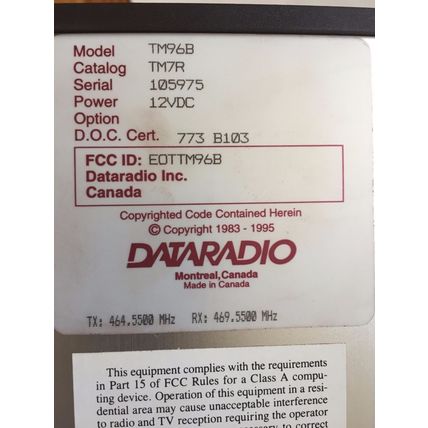 Model TM96B
Catalog TM7R
Serial 105975
Power 12VDC
Option
D.O.C. Cert. 773 B103
FCC ID: EOTTM96B
Dataradio Inc.
Canada
Copyrighted Code Contained Herein
© Copyright 1983 - 1995
DATARADIO
Montreal, Canada
Made in Canada
TX: 464.5500 MHz RX: 469.5500 MHz
This equipment complies with the requirements
in Part 15 of FCC Rules for a Class A compu-
ting device. Operation of this equipment in a resi-
dential area may cause unacceptable interference
to radio and TV reception requiring the operator
necessary to correct